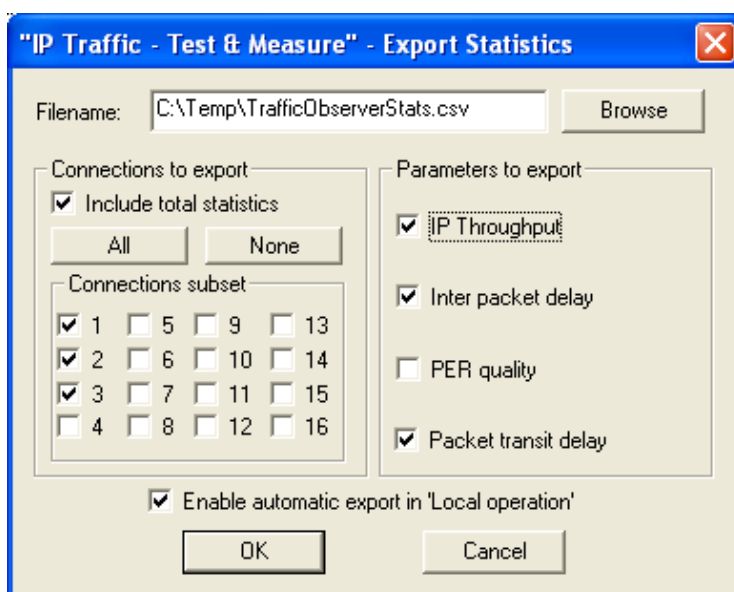 "IP Traffic - Test & Measure" - Export Statistics
Filename: C:\Temp\TrafficObserverStats.csv Browse
Connections to export
Include total statistics
All None
Connections subset
1 5 9 13
2 6 10 14
3 7 11 15
4 8 12 16
Parameters to export
IP Throughput
Inter packet delay
PER quality
Packet transit delay
Enable automatic export in 'Local operation'
OK Cancel